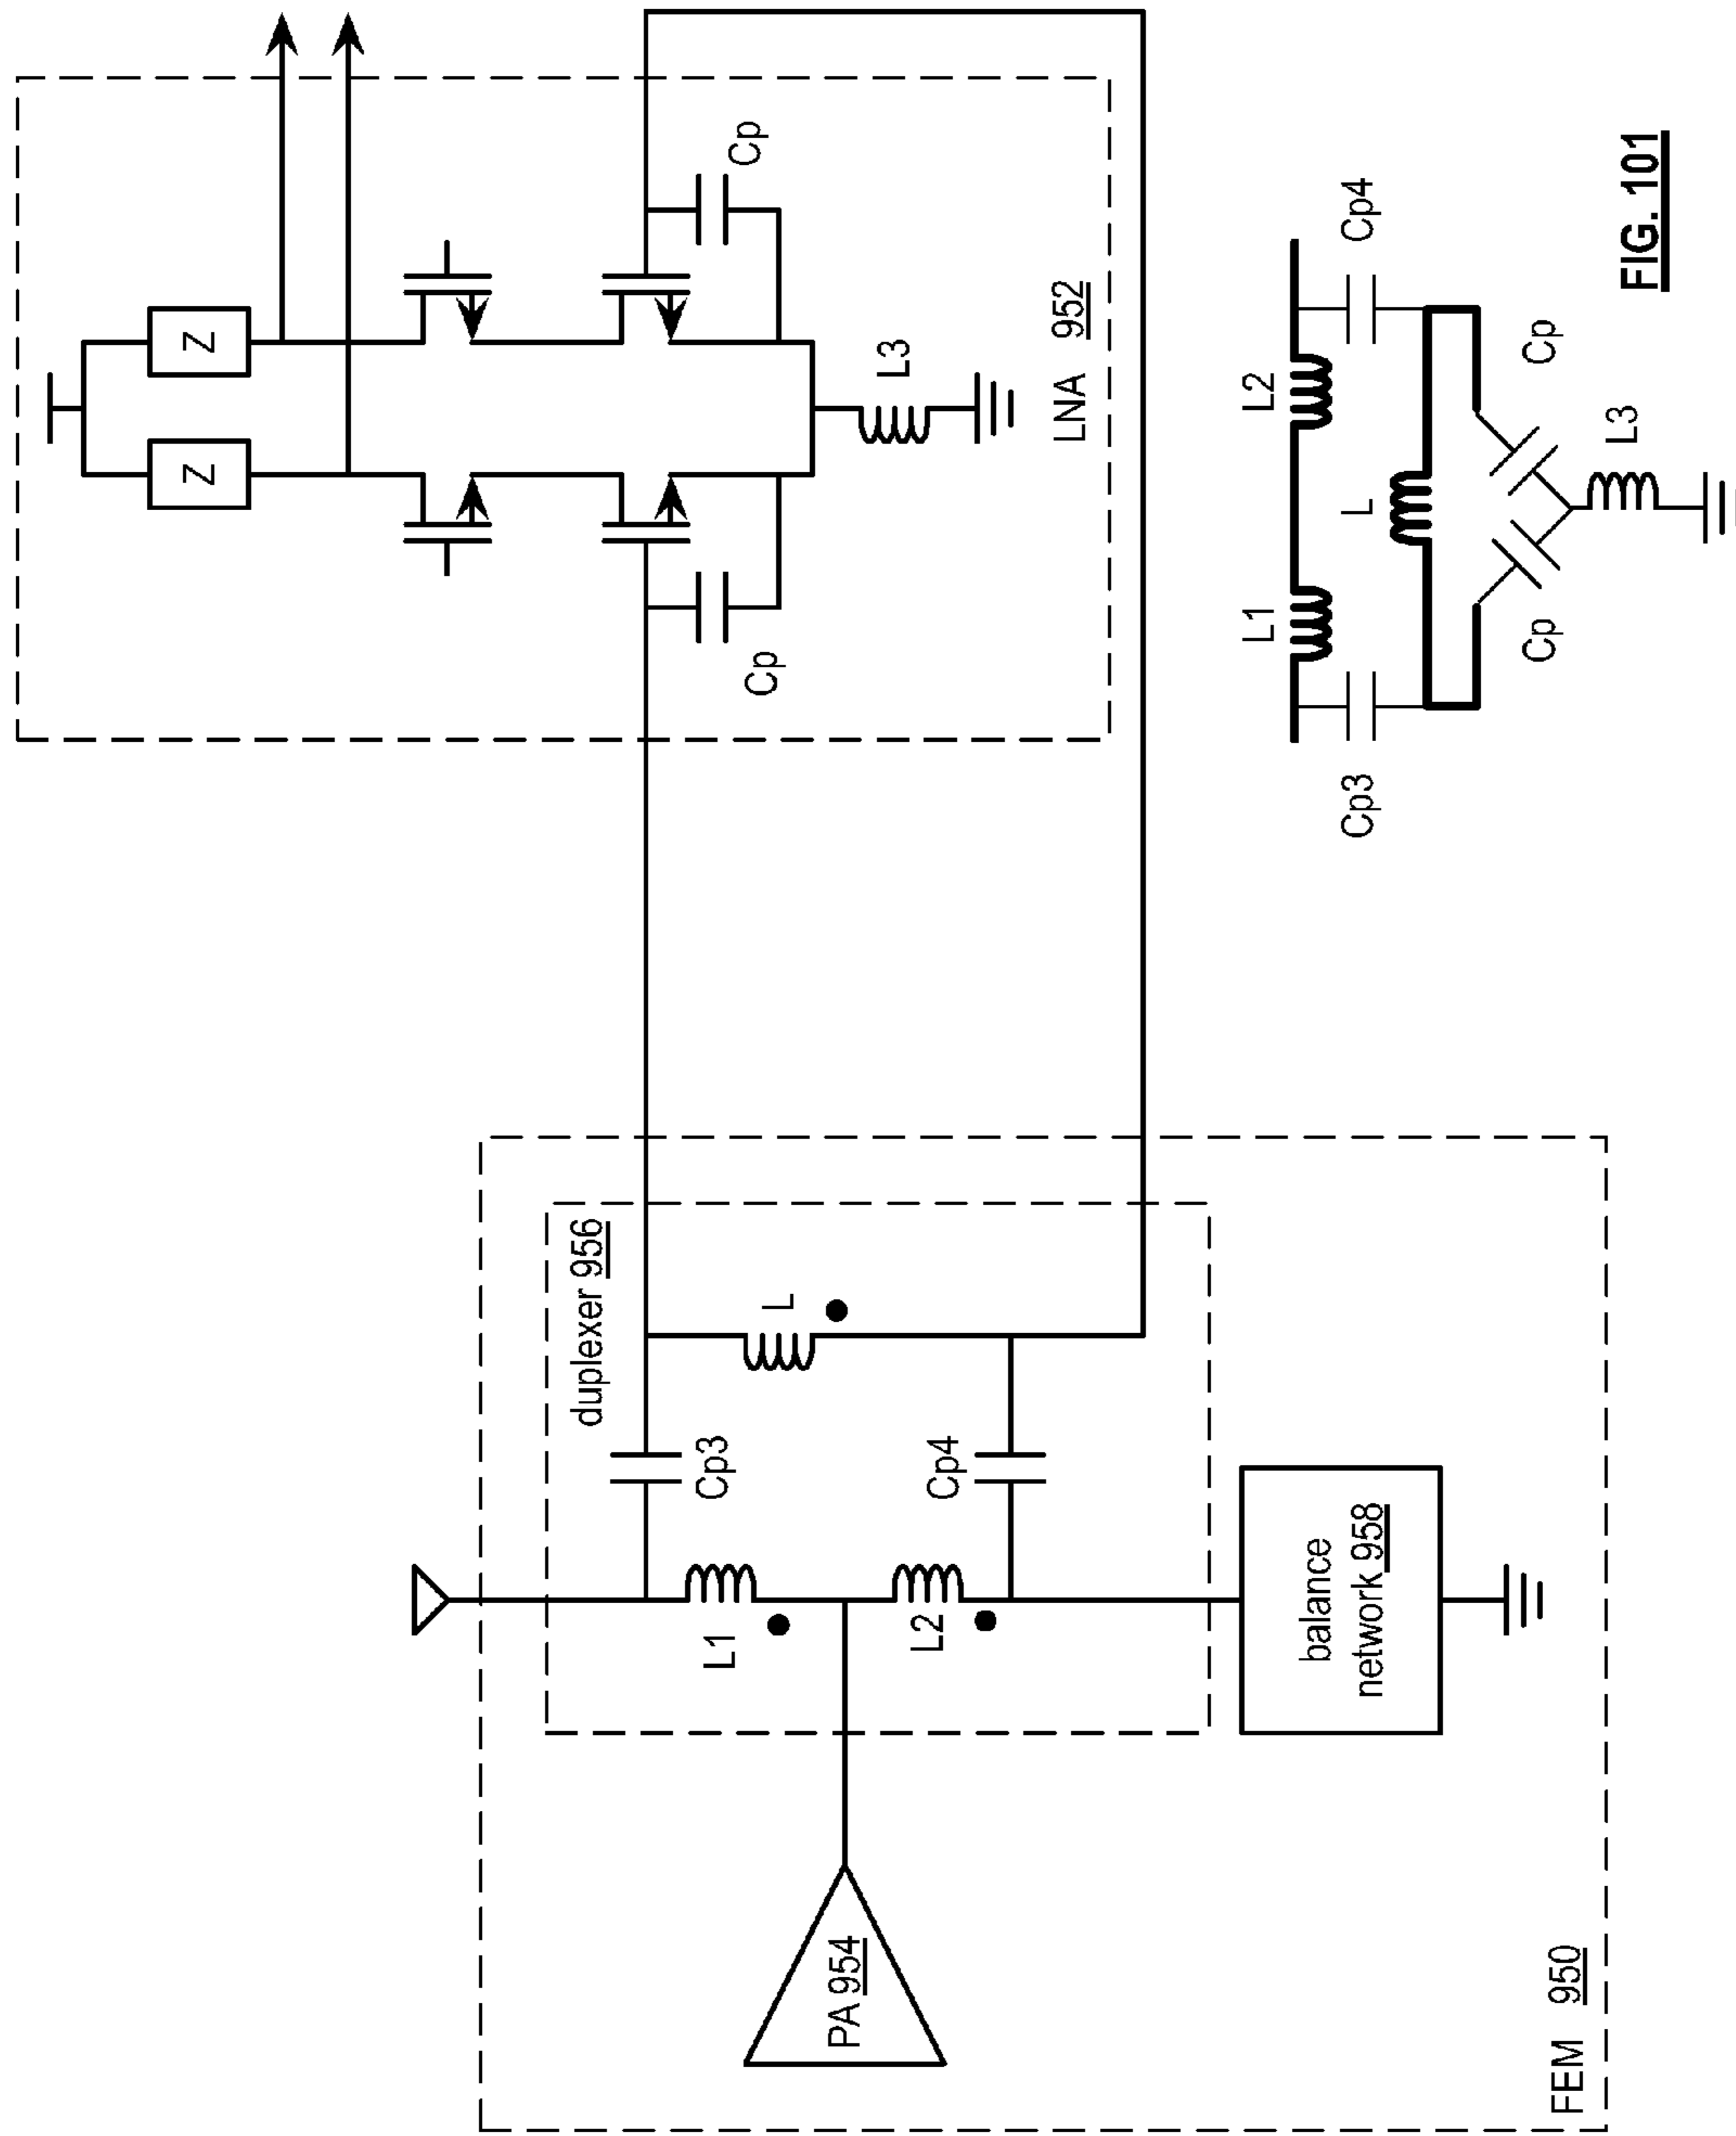 FEM 950
PA 954
duplexer 956
L1
L2
Cp3
Cp4
L
balance
network 958
LNA 952
Z
Z
Cp
Cp
L3
L1
L2
Cp3
Cp4
L
Cp
Cp
L3
FIG. 101